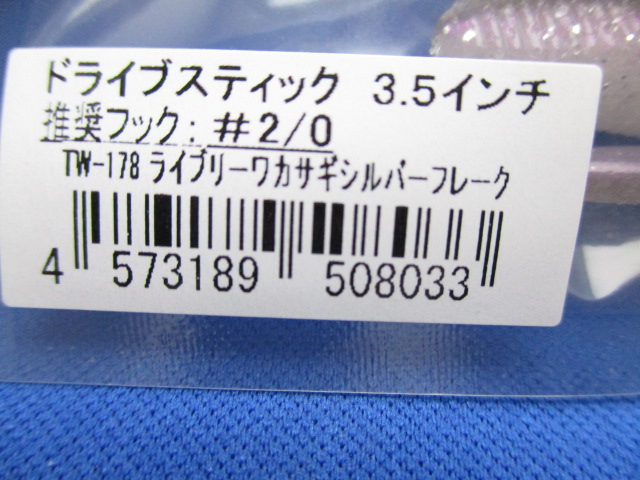 ドライブスティック 3.5インチ
推奨フック: #2/0
TW-178 ライブリーワカサギシルバーフレーク
4 573189 508033